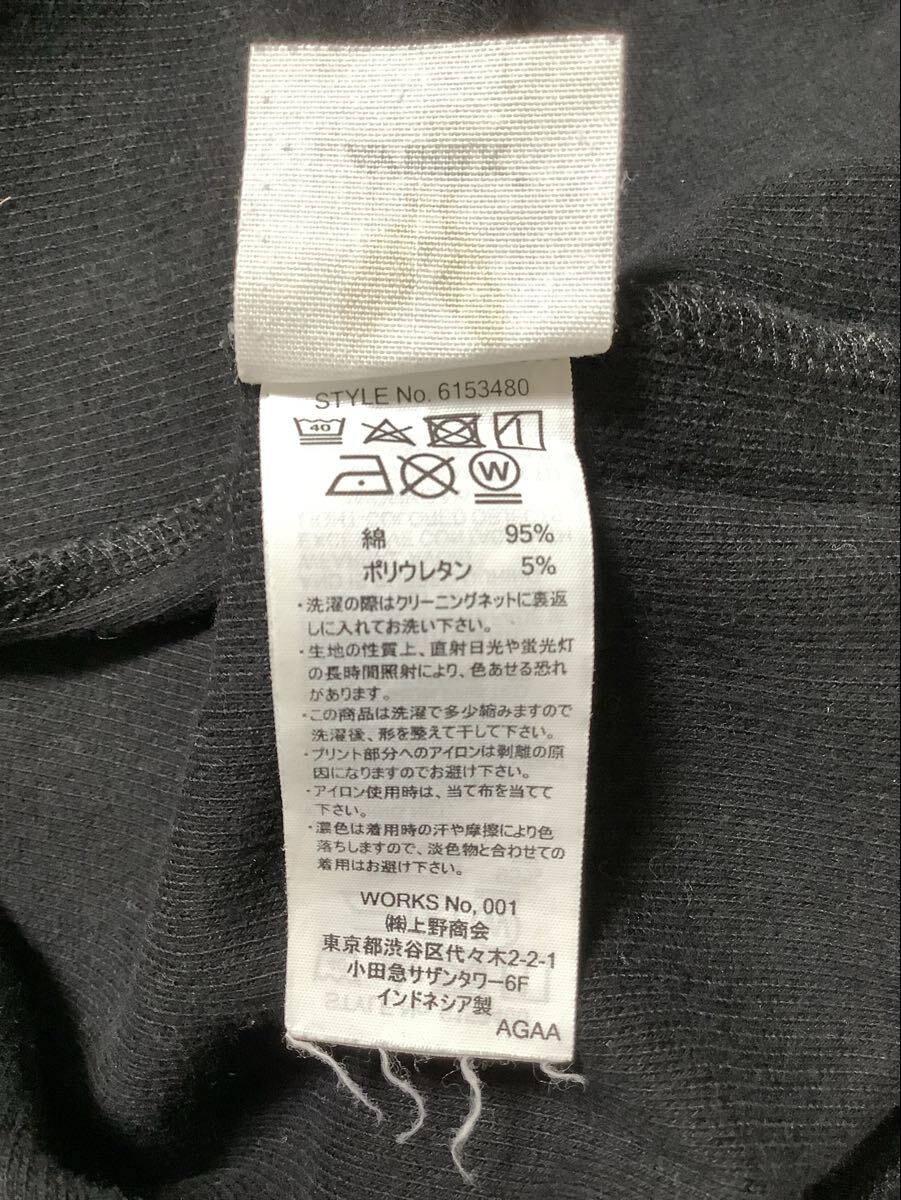 STYLE No. 6153480
40
W
綿 95%
ポリウレタン 5%
・洗濯の際はクリーニングネットに裏返
しに入れてお洗い下さい。
・生地の性質上、直射日光や蛍光灯
の長時間照射により、色あせる恐れ
があります。
・この商品は洗濯で多少縮みますので
洗濯後、形を整えて干して下さい。
・プリント部分へのアイロンは剥離の原
因になりますのでお避け下さい。
・アイロン使用時は、当て布を当てて
下さい。
・濃色は着用時の汗や摩擦により色
落ちしますので、淡色物と合わせての
着用はお避け下さい。
WORKS No, 001
㈱上野商会
東京都渋谷区代々木2-2-1
小田急サザンタワー6F
インドネシア製
AGAA